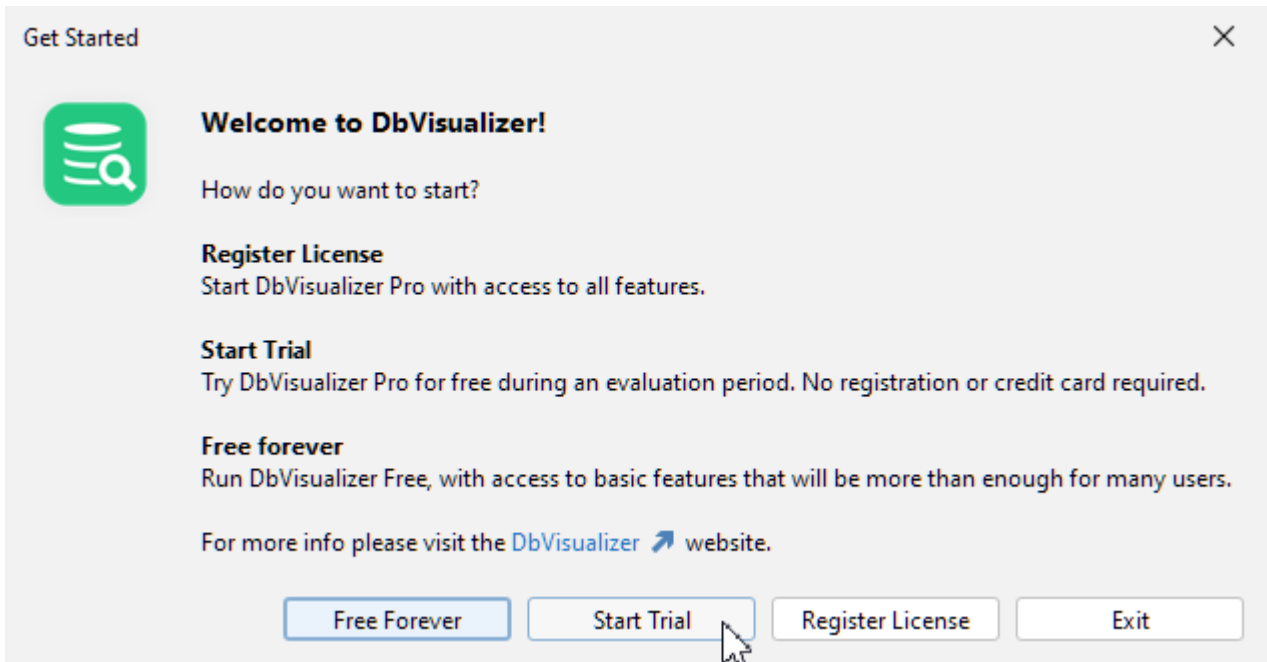 Get Started
Welcome to DbVisualizer!
How do you want to start?
Register License
Start DbVisualizer Pro with access to all features.
Start Trial
Try DbVisualizer Pro for free during an evaluation period. No registration or credit card required.
Free forever
Run DbVisualizer Free, with access to basic features that will be more than enough for many users.
For more info please visit the DbVisualizer website.
Free Forever Start Trial Register License Exit